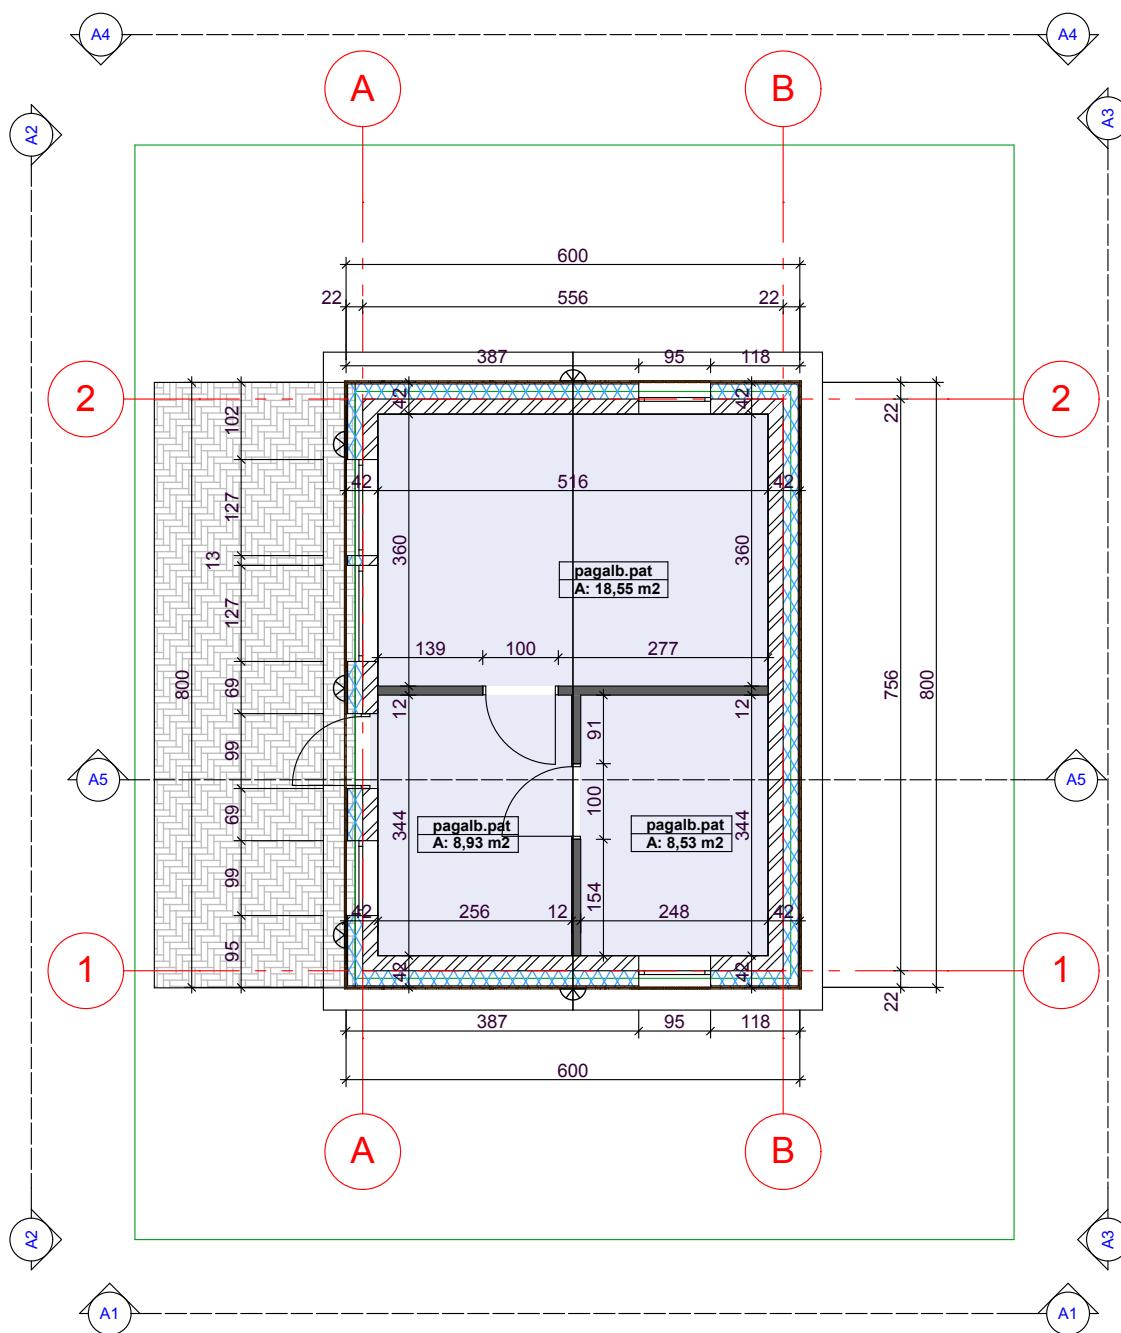 A4
A4
A
B
A2
A3
600
22
556
22
387
95
118
2
2
42
42
22
102
42
516
42
127
13
360
360
pagalb.pat
A: 18,55 m2
127
139
100
277
800
69
12
12
756
800
91
99
A5
A5
100
69
344
344
pagalb.pat
A: 8,93 m2
pagalb.pat
A: 8,53 m2
99
154
42
256
12
248
42
95
1
1
42
42
22
387
95
118
600
A
B
A2
A3
A1
A1